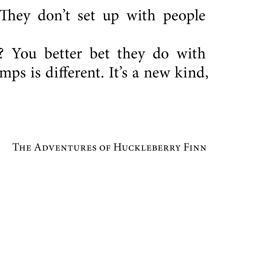 They don’t set up with people
? You better bet they do with
mps is different. It’s a new kind,
The Adventures of Huckleberry Finn